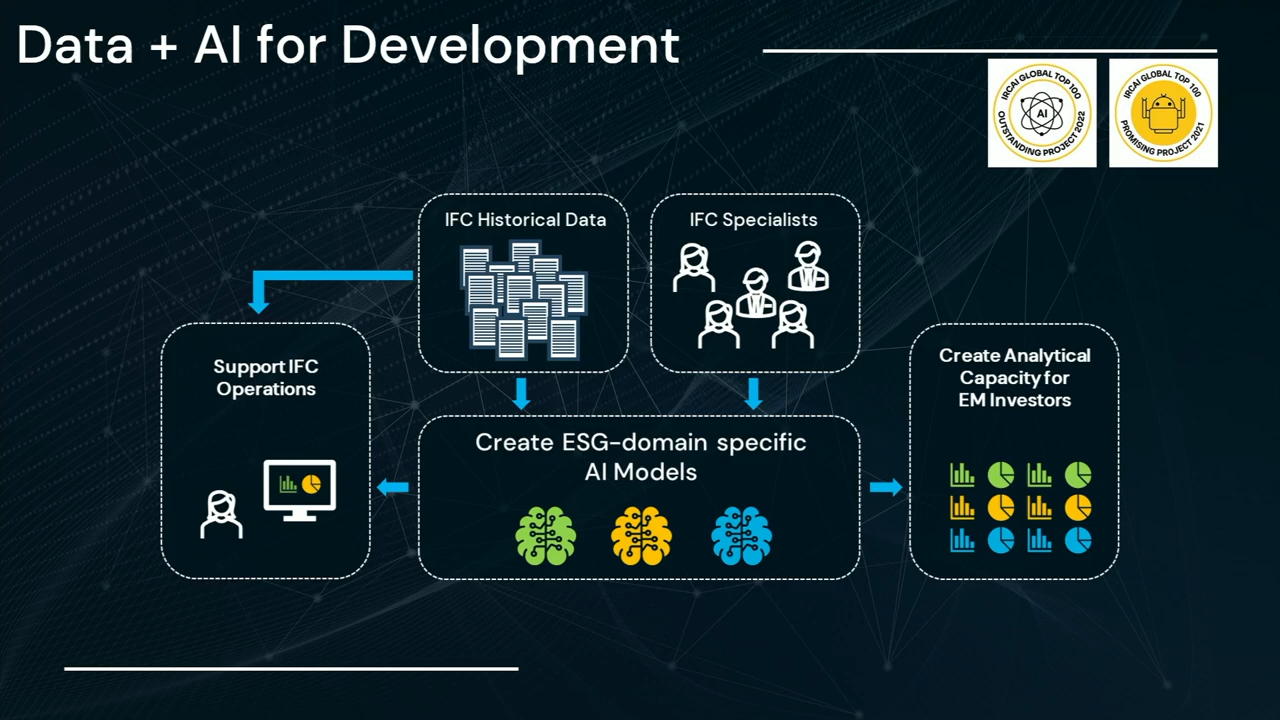 Data + AI for Development
IRCAI GLOBAL TOP 100
AI
OUTSTANDING PROJECT 2022
IRCAI GLOBAL TOP 100
PROMISING PROJECT 2021
IFC Historical Data
IFC Specialists
Support IFC
Operations
Create ESG-domain specific
AI Models
Create Analytical
Capacity for
EM Investors